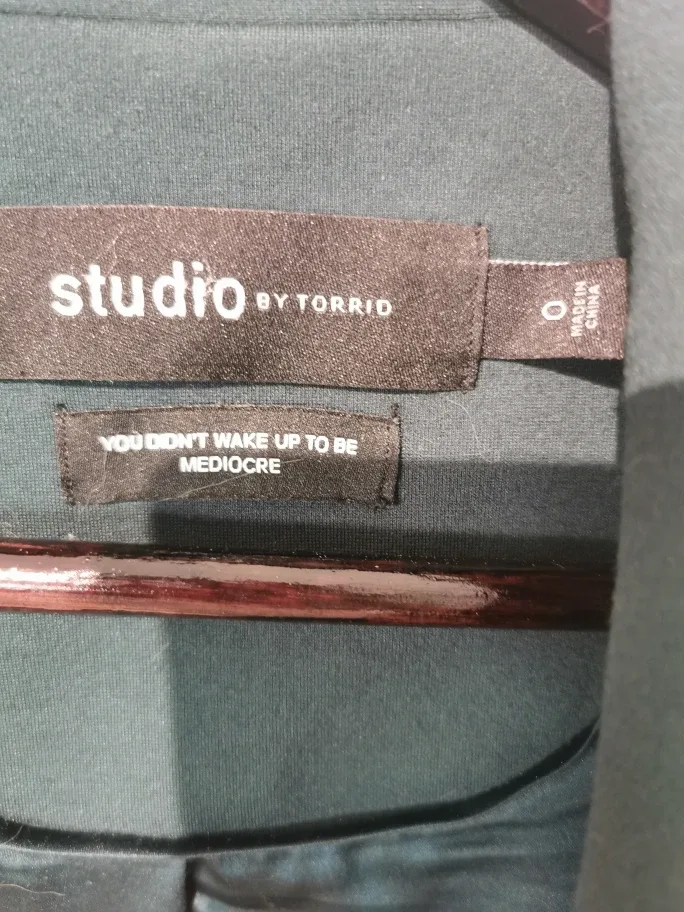 studio BY TORRID
0
MADE IN
CHINA
YOU DIDN'T WAKE UP TO BE
MEDIOCRE